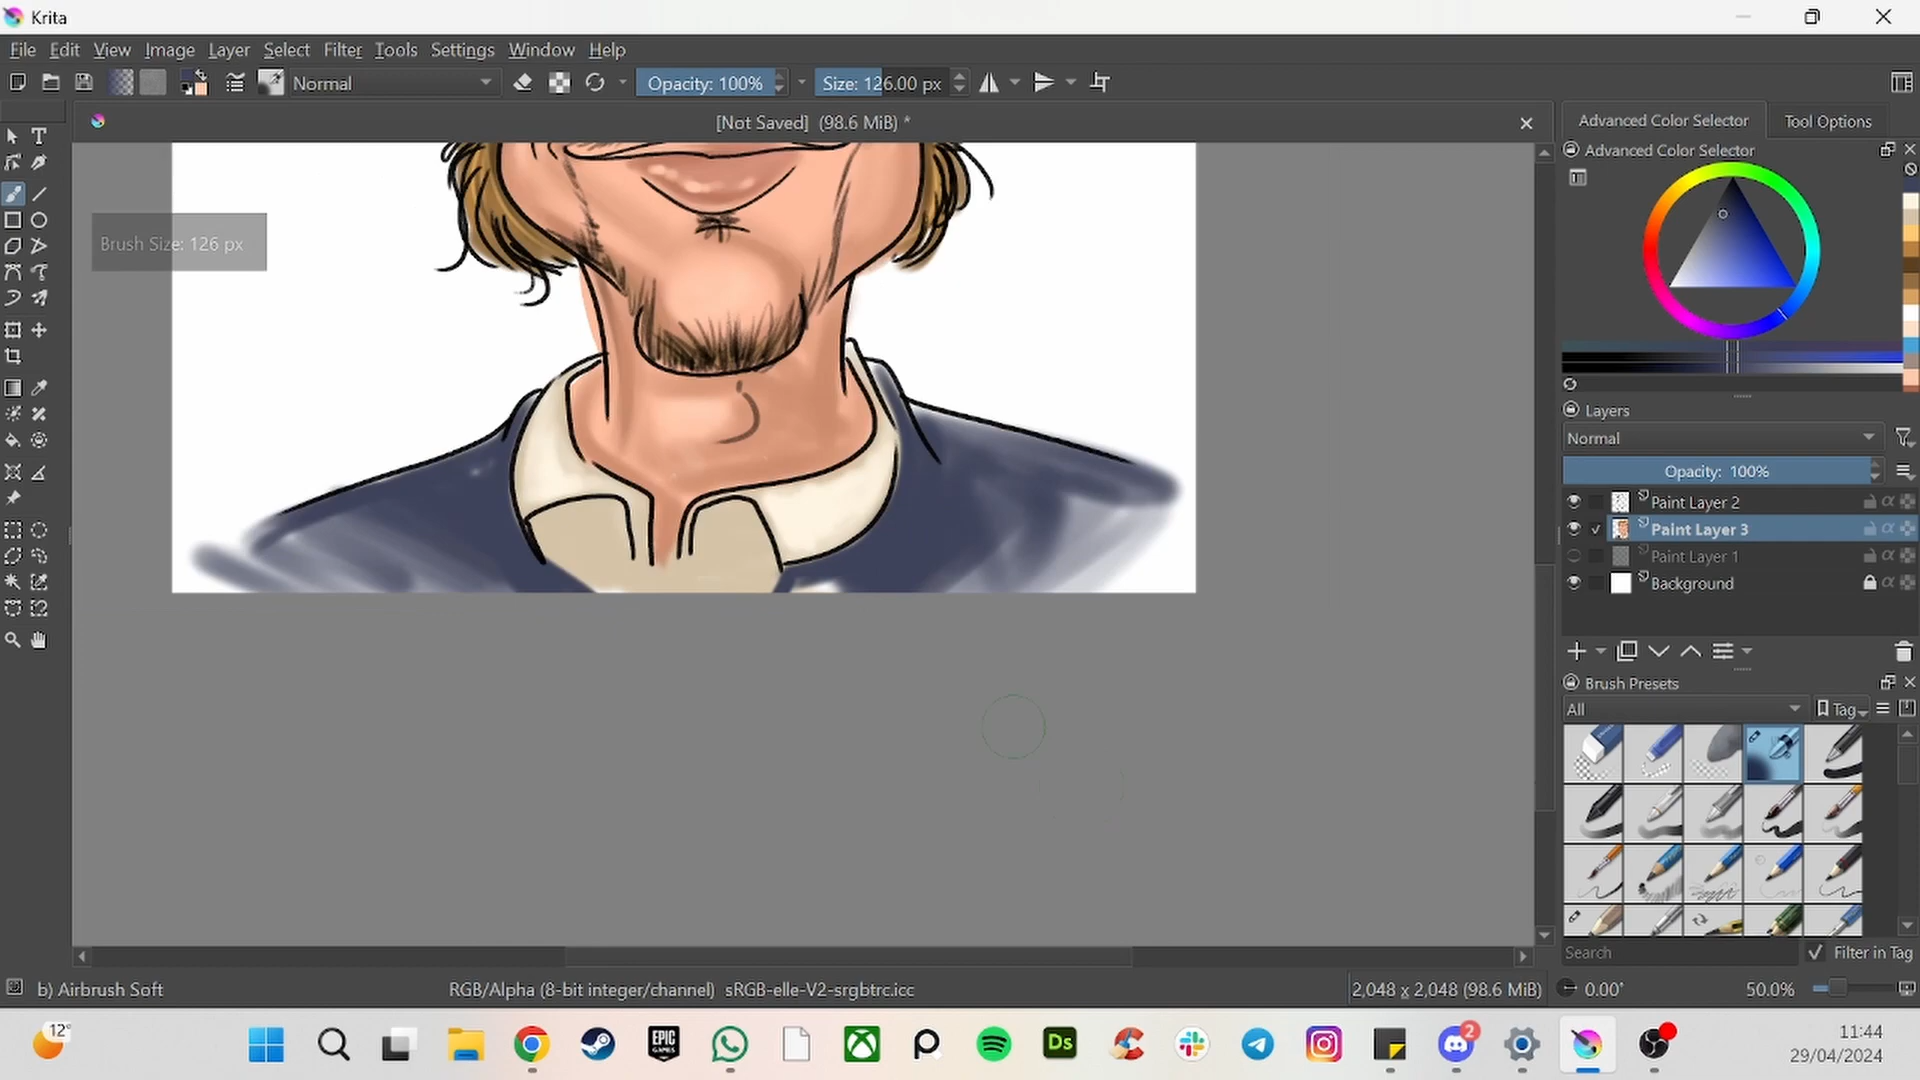 Krita
File Edit View Image Layer Select Filter Tools Settings Window Help
Normal
Opacity: 100%
Size: 126.00 px
[Not Saved] (98.6 MiB) *
Advanced Color Selector
Tool Options
Advanced Color Selector
Brush Size: 126 px
Layers
Normal
Opacity: 100%
Paint Layer 2
Paint Layer 3
Paint Layer 1
Background
Brush Presets
All
Tag
Search
Filter in Tag
b) Airbrush Soft
RGB/Alpha (8-bit integer/channel) sRGB-elle-V2-srgbtrc.icc
2,048 x 2,048 (98.6 MiB)
0.00°
50.0%
12°
EPIC GAMES
Ds
2
11:44
29/04/2024